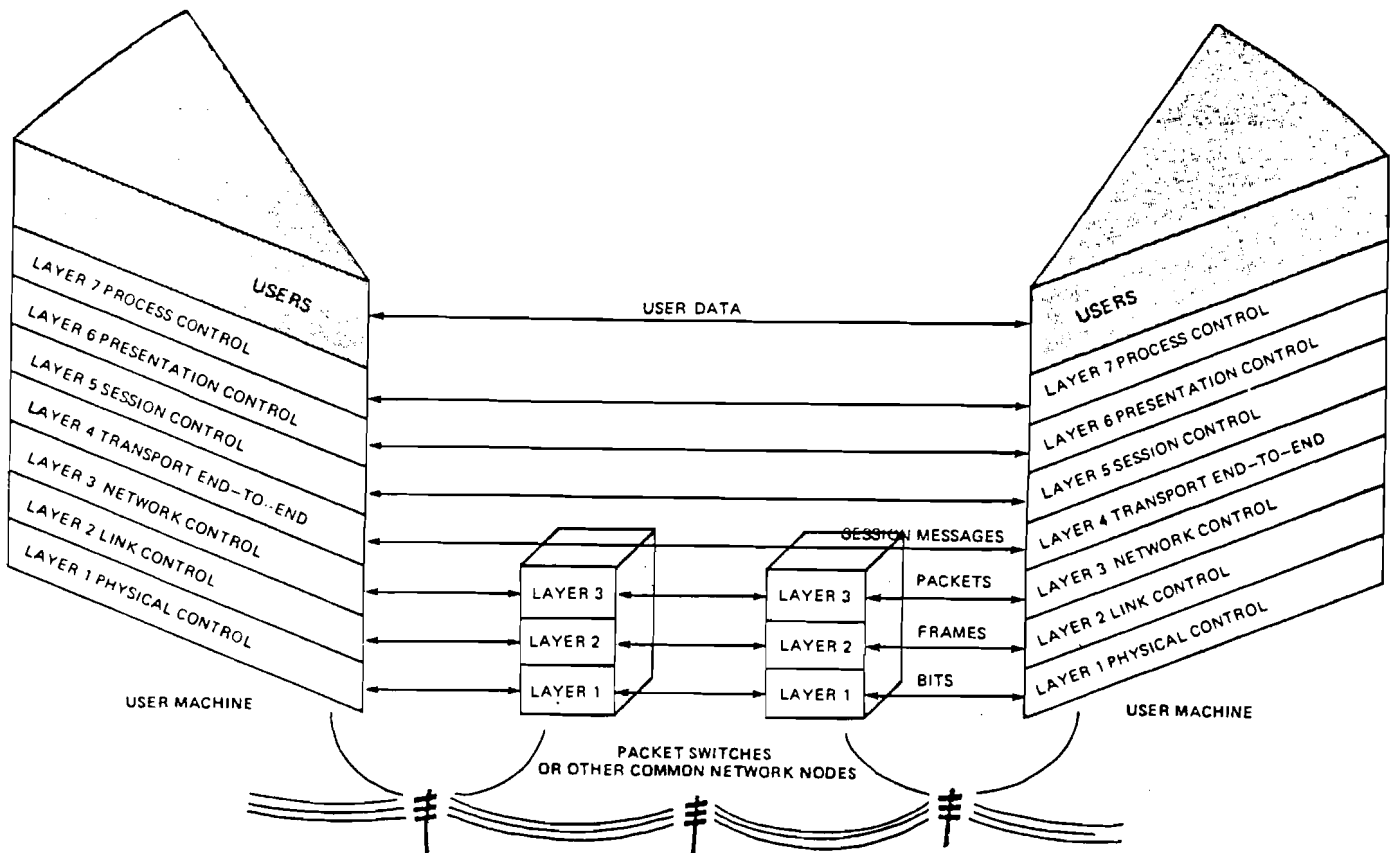 USERS
LAYER 7 PROCESS CONTROL
LAYER 6 PRESENTATION CONTROL
LAYER 5 SESSION CONTROL
LAYER 4 TRANSPORT END-TO-END
LAYER 3 NETWORK CONTROL
LAYER 2 LINK CONTROL
LAYER 1 PHYSICAL CONTROL
USER MACHINE
USER DATA
SESSION MESSAGES
LAYER 3
LAYER 3
PACKETS
LAYER 2
LAYER 2
FRAMES
LAYER 1
LAYER 1
BITS
PACKET SWITCHES
OR OTHER COMMON NETWORK NODES
USERS
LAYER 7 PROCESS CONTROL
LAYER 6 PRESENTATION CONTROL
LAYER 5 SESSION CONTROL
LAYER 4 TRANSPORT END-TO-END
LAYER 3 NETWORK CONTROL
LAYER 2 LINK CONTROL
LAYER 1 PHYSICAL CONTROL
USER MACHINE